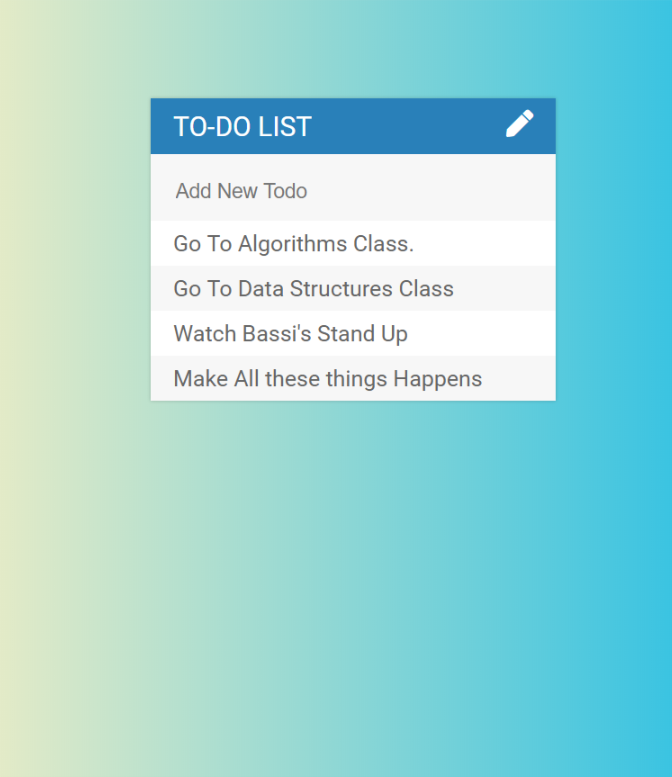 TO-DO LIST
Add New Todo
Go To Algorithms Class.
Go To Data Structures Class
Watch Bassi's Stand Up
Make All these things Happens